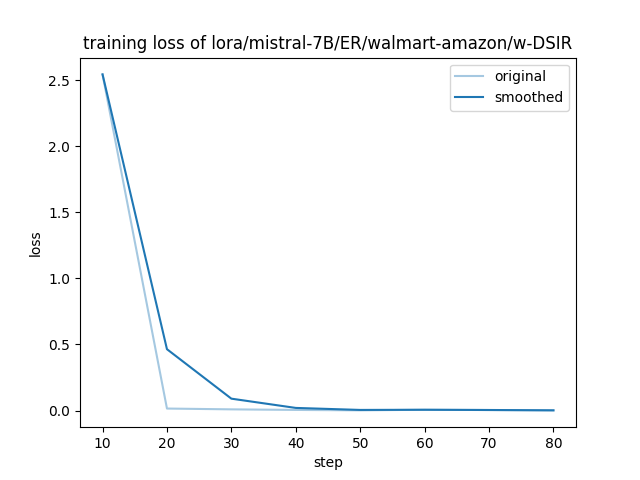 training loss of lora/mistral-7B/ER/walmart-amazon/w-DSIR
original
smoothed
2.5
2.0
1.5
1.0
0.5
0.0
loss
10 20 30 40 50 60 70 80
step